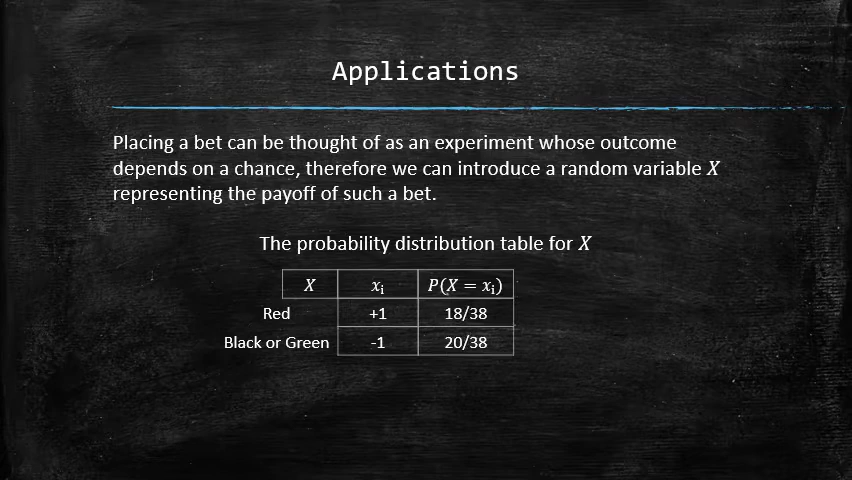 Applications
Placing a bet can be thought of as an experiment whose outcome
depends on a chance, therefore we can introduce a random variable X
representing the payoff of such a bet.
The probability distribution table for X
X xᵢ P(X = xᵢ)
Red +1 18/38
Black or Green -1 20/38